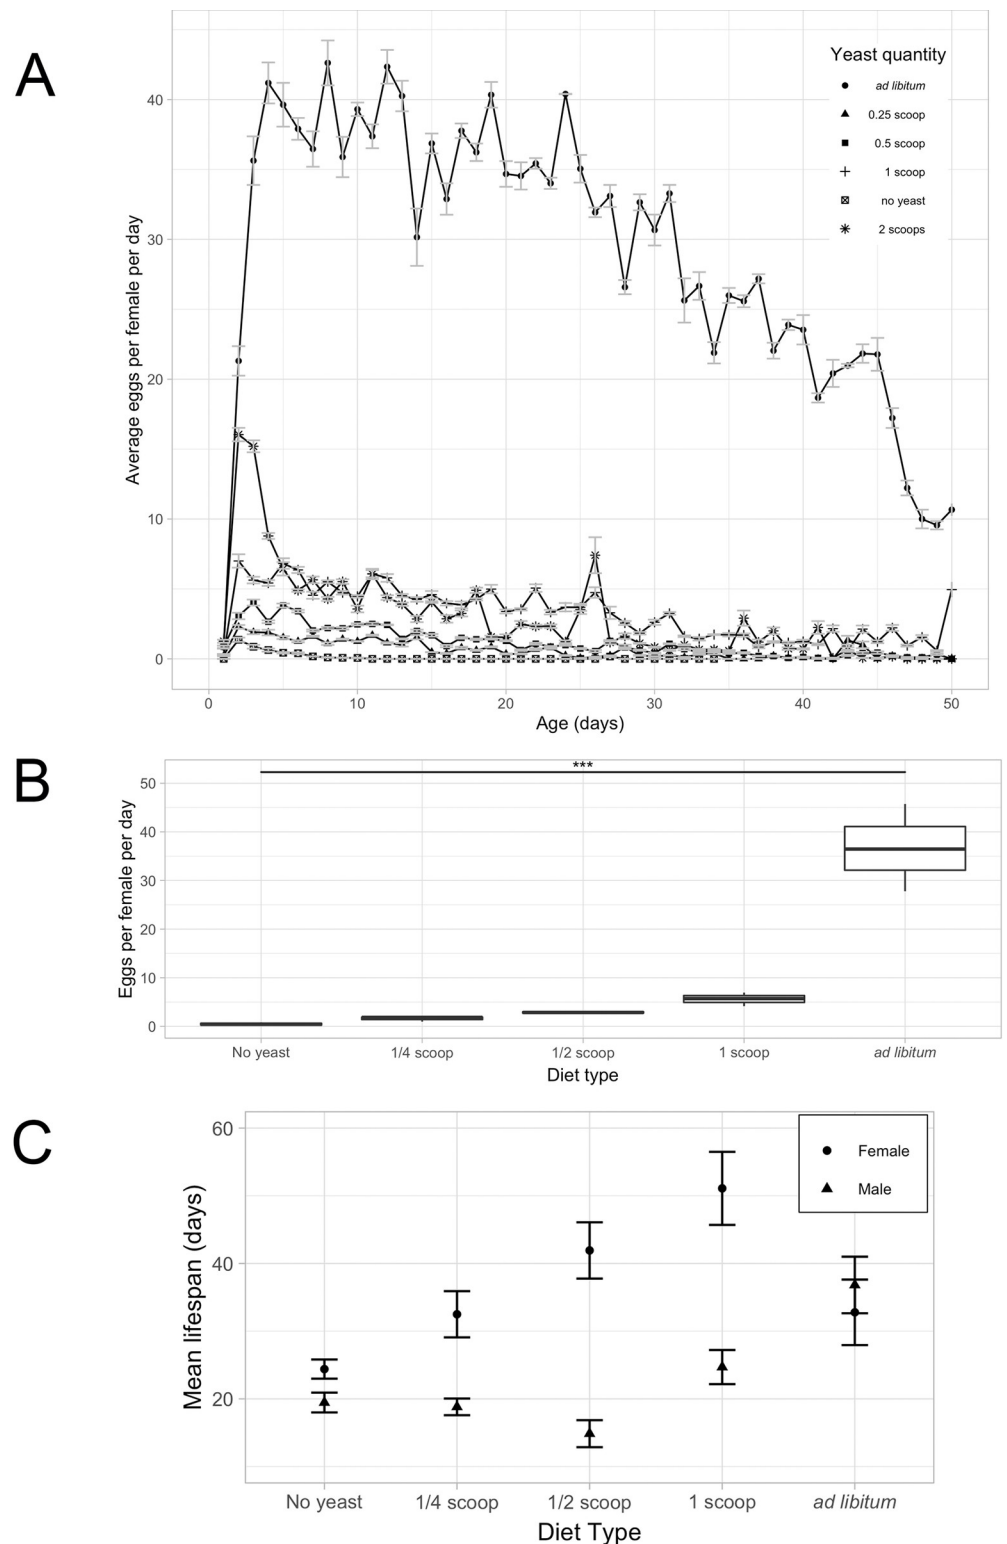 A
Yeast quantity
ad libitum
0.25 scoop
0.5 scoop
1 scoop
no yeast
2 scoops
Average eggs per female per day
40
30
20
10
0
0 10 20 30 40 50
Age (days)
B
***
Eggs per female per day
50
40
30
20
10
0
No yeast 1/4 scoop 1/2 scoop 1 scoop ad libitum
Diet type
C
Female
Male
Mean lifespan (days)
60
40
20
No yeast 1/4 scoop 1/2 scoop 1 scoop ad libitum
Diet Type